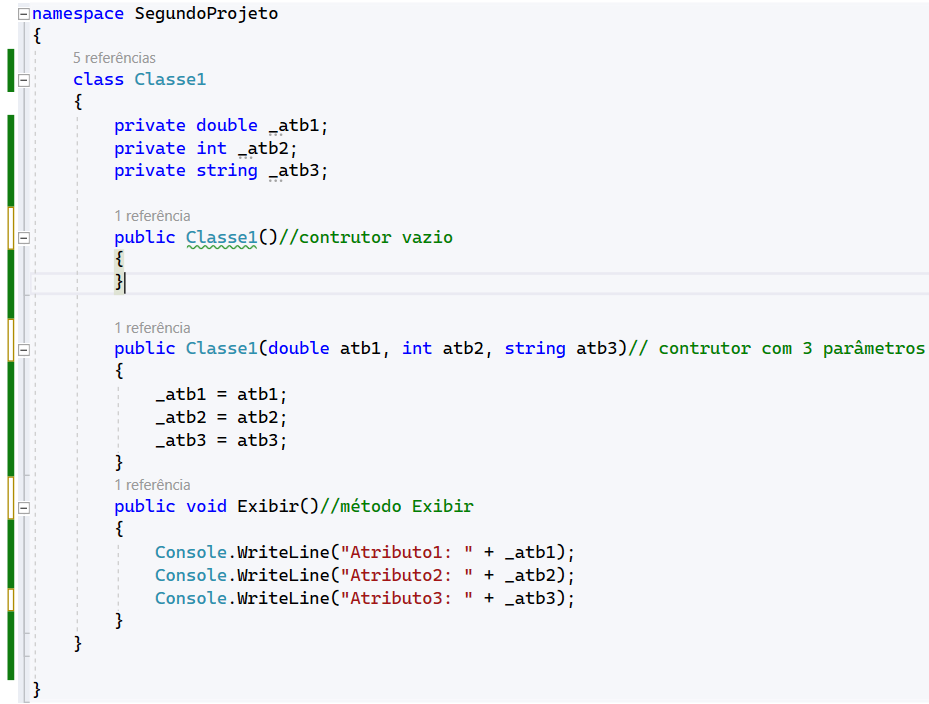 namespace SegundoProjeto
{
5 referências
class Classe1
{
private double _atb1;
private int _atb2;
private string _atb3;
1 referência
public Classe1()//contrutor vazio
{
}
1 referência
public Classe1(double atb1, int atb2, string atb3)// contrutor com 3 parâmetros
{
_atb1 = atb1;
_atb2 = atb2;
_atb3 = atb3;
}
1 referência
public void Exibir()//método Exibir
{
Console.WriteLine("Atributo1: " + _atb1);
Console.WriteLine("Atributo2: " + _atb2);
Console.WriteLine("Atributo3: " + _atb3);
}
}
}